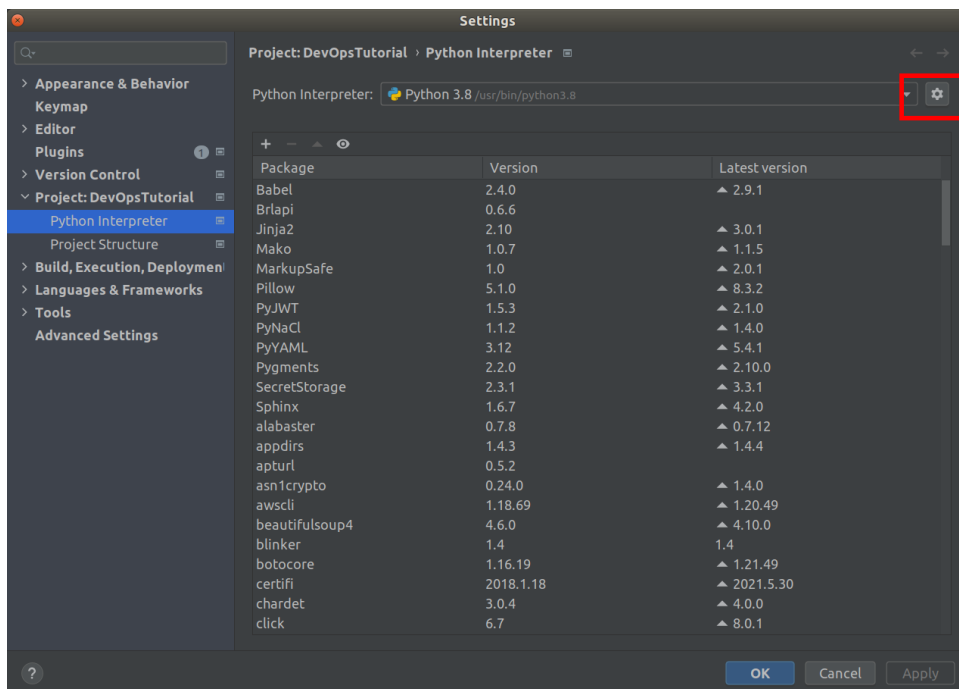 Settings
Project: DevOpsTutorial › Python Interpreter
Appearance & Behavior
Keymap
Editor
Plugins 1
Version Control
Project: DevOpsTutorial
Python Interpreter
Project Structure
Build, Execution, Deploymen
Languages & Frameworks
Tools
Advanced Settings
Python Interpreter: Python 3.8 /usr/bin/python3.8
Package Version Latest version
Babel 2.4.0 2.9.1
Brlapi 0.6.6
Jinja2 2.10 3.0.1
Mako 1.0.7 1.1.5
MarkupSafe 1.0 2.0.1
Pillow 5.1.0 8.3.2
PyJWT 1.5.3 2.1.0
PyNaCl 1.1.2 1.4.0
PyYAML 3.12 5.4.1
Pygments 2.2.0 2.10.0
SecretStorage 2.3.1 3.3.1
Sphinx 1.6.7 4.2.0
alabaster 0.7.8 0.7.12
appdirs 1.4.3 1.4.4
apturl 0.5.2
asn1crypto 0.24.0 1.4.0
awscli 1.18.69 1.20.49
beautifulsoup4 4.6.0 4.10.0
blinker 1.4 1.4
botocore 1.16.19 1.21.49
certifi 2018.1.18 2021.5.30
chardet 3.0.4 4.0.0
click 6.7 8.0.1
? OK Cancel Apply